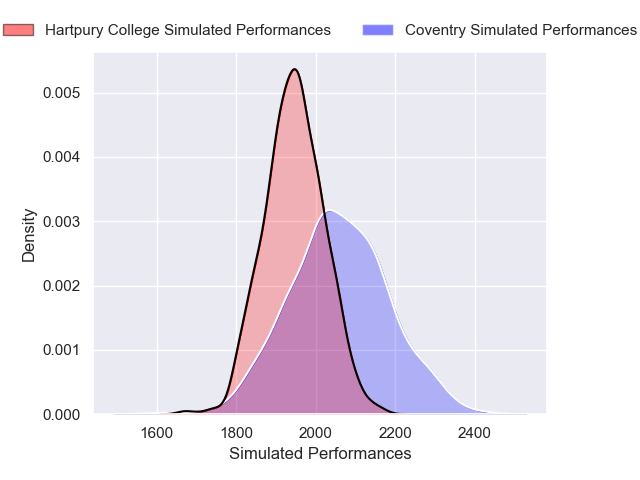 Hartpury College Simulated Performances Coventry Simulated Performances
0.005
0.004
0.003
0.002
0.001
0.000
Density
1600 1800 2000 2200 2400
Simulated Performances